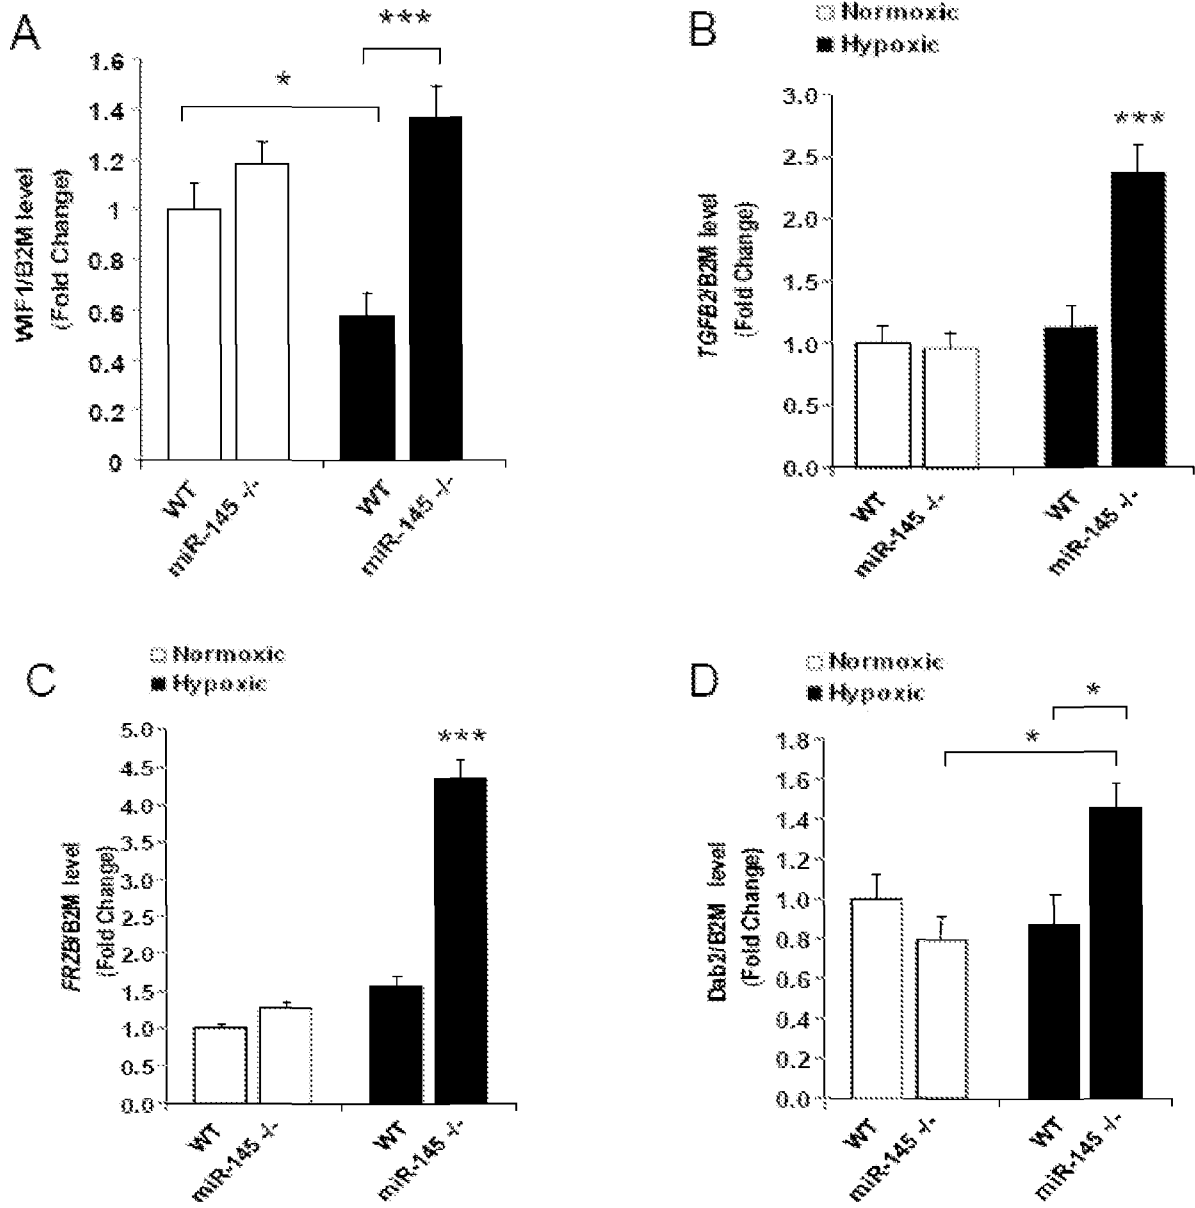 A
***
*
1.6
1.4
1.2
1
0.8
0.6
0.4
0.2
0
WIF1/B2M level
(Fold Change)
WT
miR-145 -/-
WT
miR-145 -/-
B
Normoxic
Hypoxic
***
3.0
2.5
2.0
1.5
1.0
0.5
0.0
TGFB2/B2M level
(Fold Change)
WT
miR-145 -/-
WT
miR-145 -/-
C
Normoxic
Hypoxic
***
5.0
4.5
4.0
3.5
3.0
2.5
2.0
1.5
1.0
0.5
0.0
FRZB/B2M level
(Fold Change)
WT
miR-145 -/-
WT
miR-145 -/-
D
Normoxic
Hypoxic
*
*
1.8
1.6
1.4
1.2
1.0
0.8
0.6
0.4
0.2
0.0
Dab2/B2M level
(Fold Change)
WT
miR-145 -/-
WT
miR-145 -/-